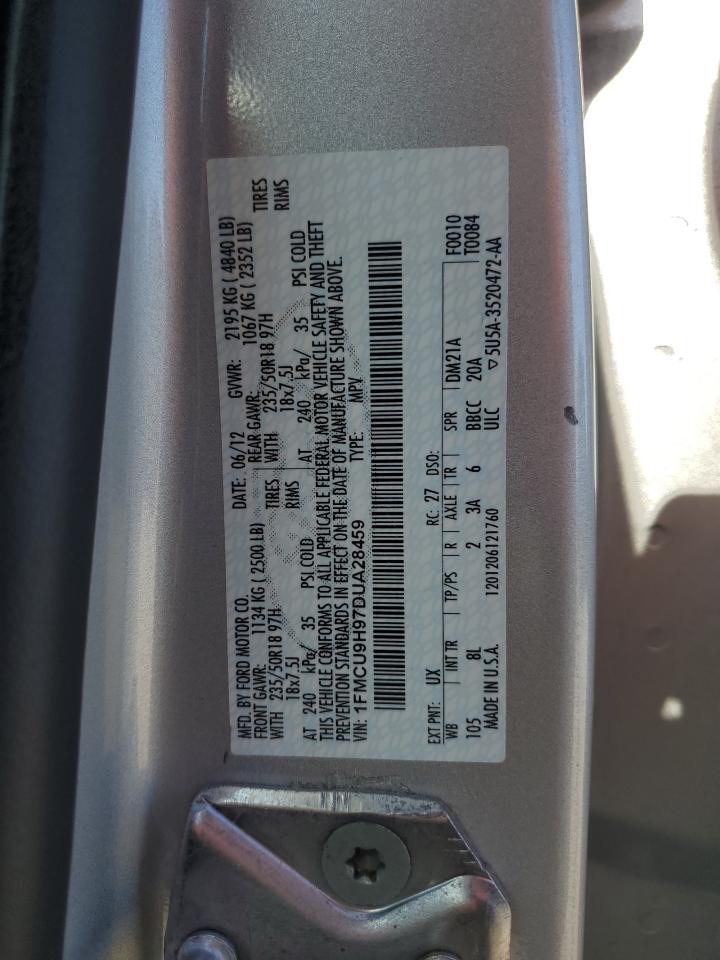 MFD. BY FORD MOTOR CO. DATE: 06/12 GVWR: 2195 KG ( 4840 LB)
FRONT GAWR: 1134 KG ( 2500 LB) REAR GAWR: 1067 KG ( 2352 LB)
WITH 235/50R18 97H TIRES WITH 235/50R18 97H TIRES
18x7.5J RIMS 18x7.5J RIMS
AT 240 kPa/ 35 PSI COLD AT 240 kPa/ 35 PSI COLD
THIS VEHICLE CONFORMS TO ALL APPLICABLE FEDERAL MOTOR VEHICLE SAFETY AND THEFT
PREVENTION STANDARDS IN EFFECT ON THE DATE OF MANUFACTURE SHOWN ABOVE.
VIN: 1FMCU9H97DUA28459 TYPE: MPV
EXT PNT: UX RC: 27 DSO:
WB INT TR TP/PS R AXLE TR SPR DM21A F0010
105 8L 2 3A 6 BBCC 20A T0084
MADE IN U.S.A. 1201206121760 ULC ▽5U5A-3520472-AA